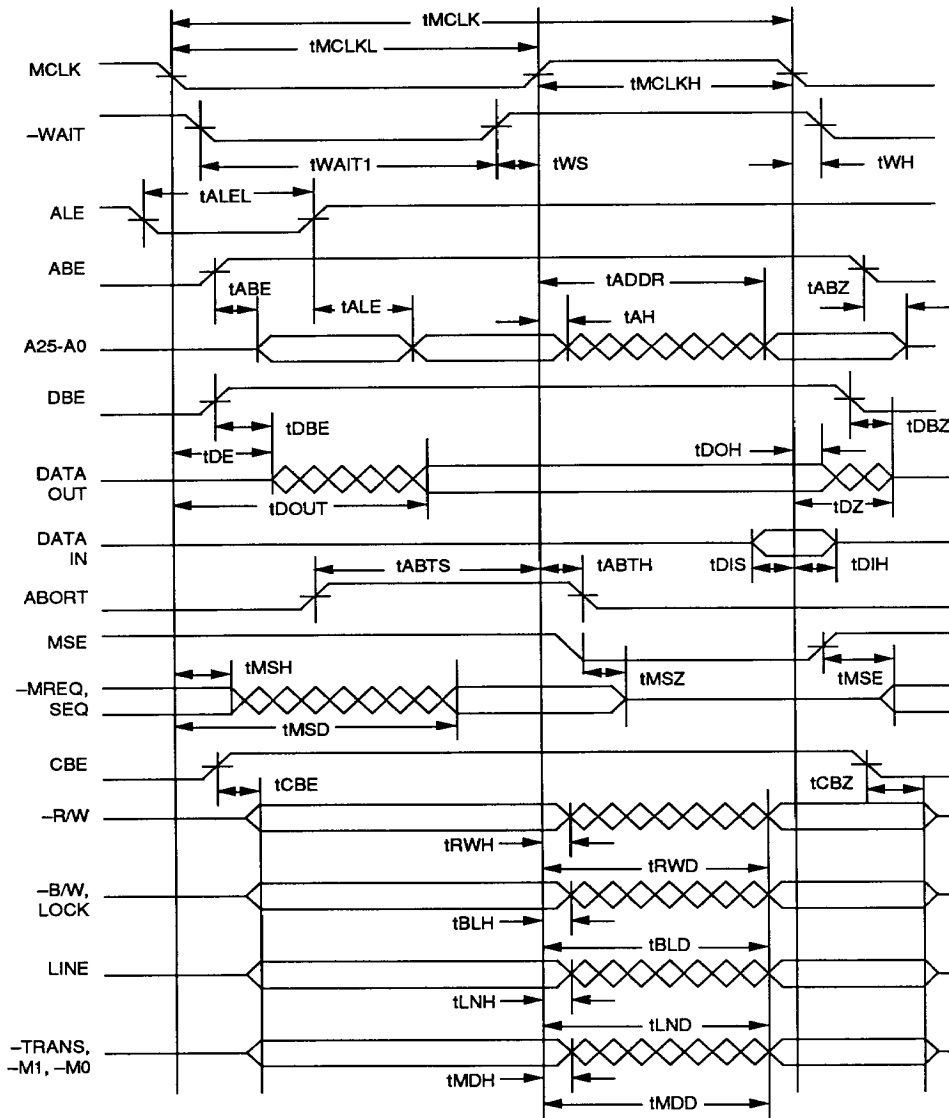 tMCLK
tMCLKL
MCLK
tMCLKH
–WAIT
tWAIT1
tWS
tWH
tALEL
ALE
ABE
tABE
tALE
tADDR
tABZ
tAH
A25-A0
DBE
tDBE
tDBZ
tDE
tDOH
DATA
OUT
tDOUT
tDZ
DATA
IN
tABTS
tABTH
tDIS
tDIH
ABORT
MSE
tMSH
tMSZ
tMSE
-MREQ,
SEQ
tMSD
CBE
tCBE
tCBZ
–R/W
tRWH
tRWD
–B/W,
LOCK
tBLH
tBLD
LINE
tLNH
tLND
-TRANS,
-M1, -M0
tMDH
tMDD